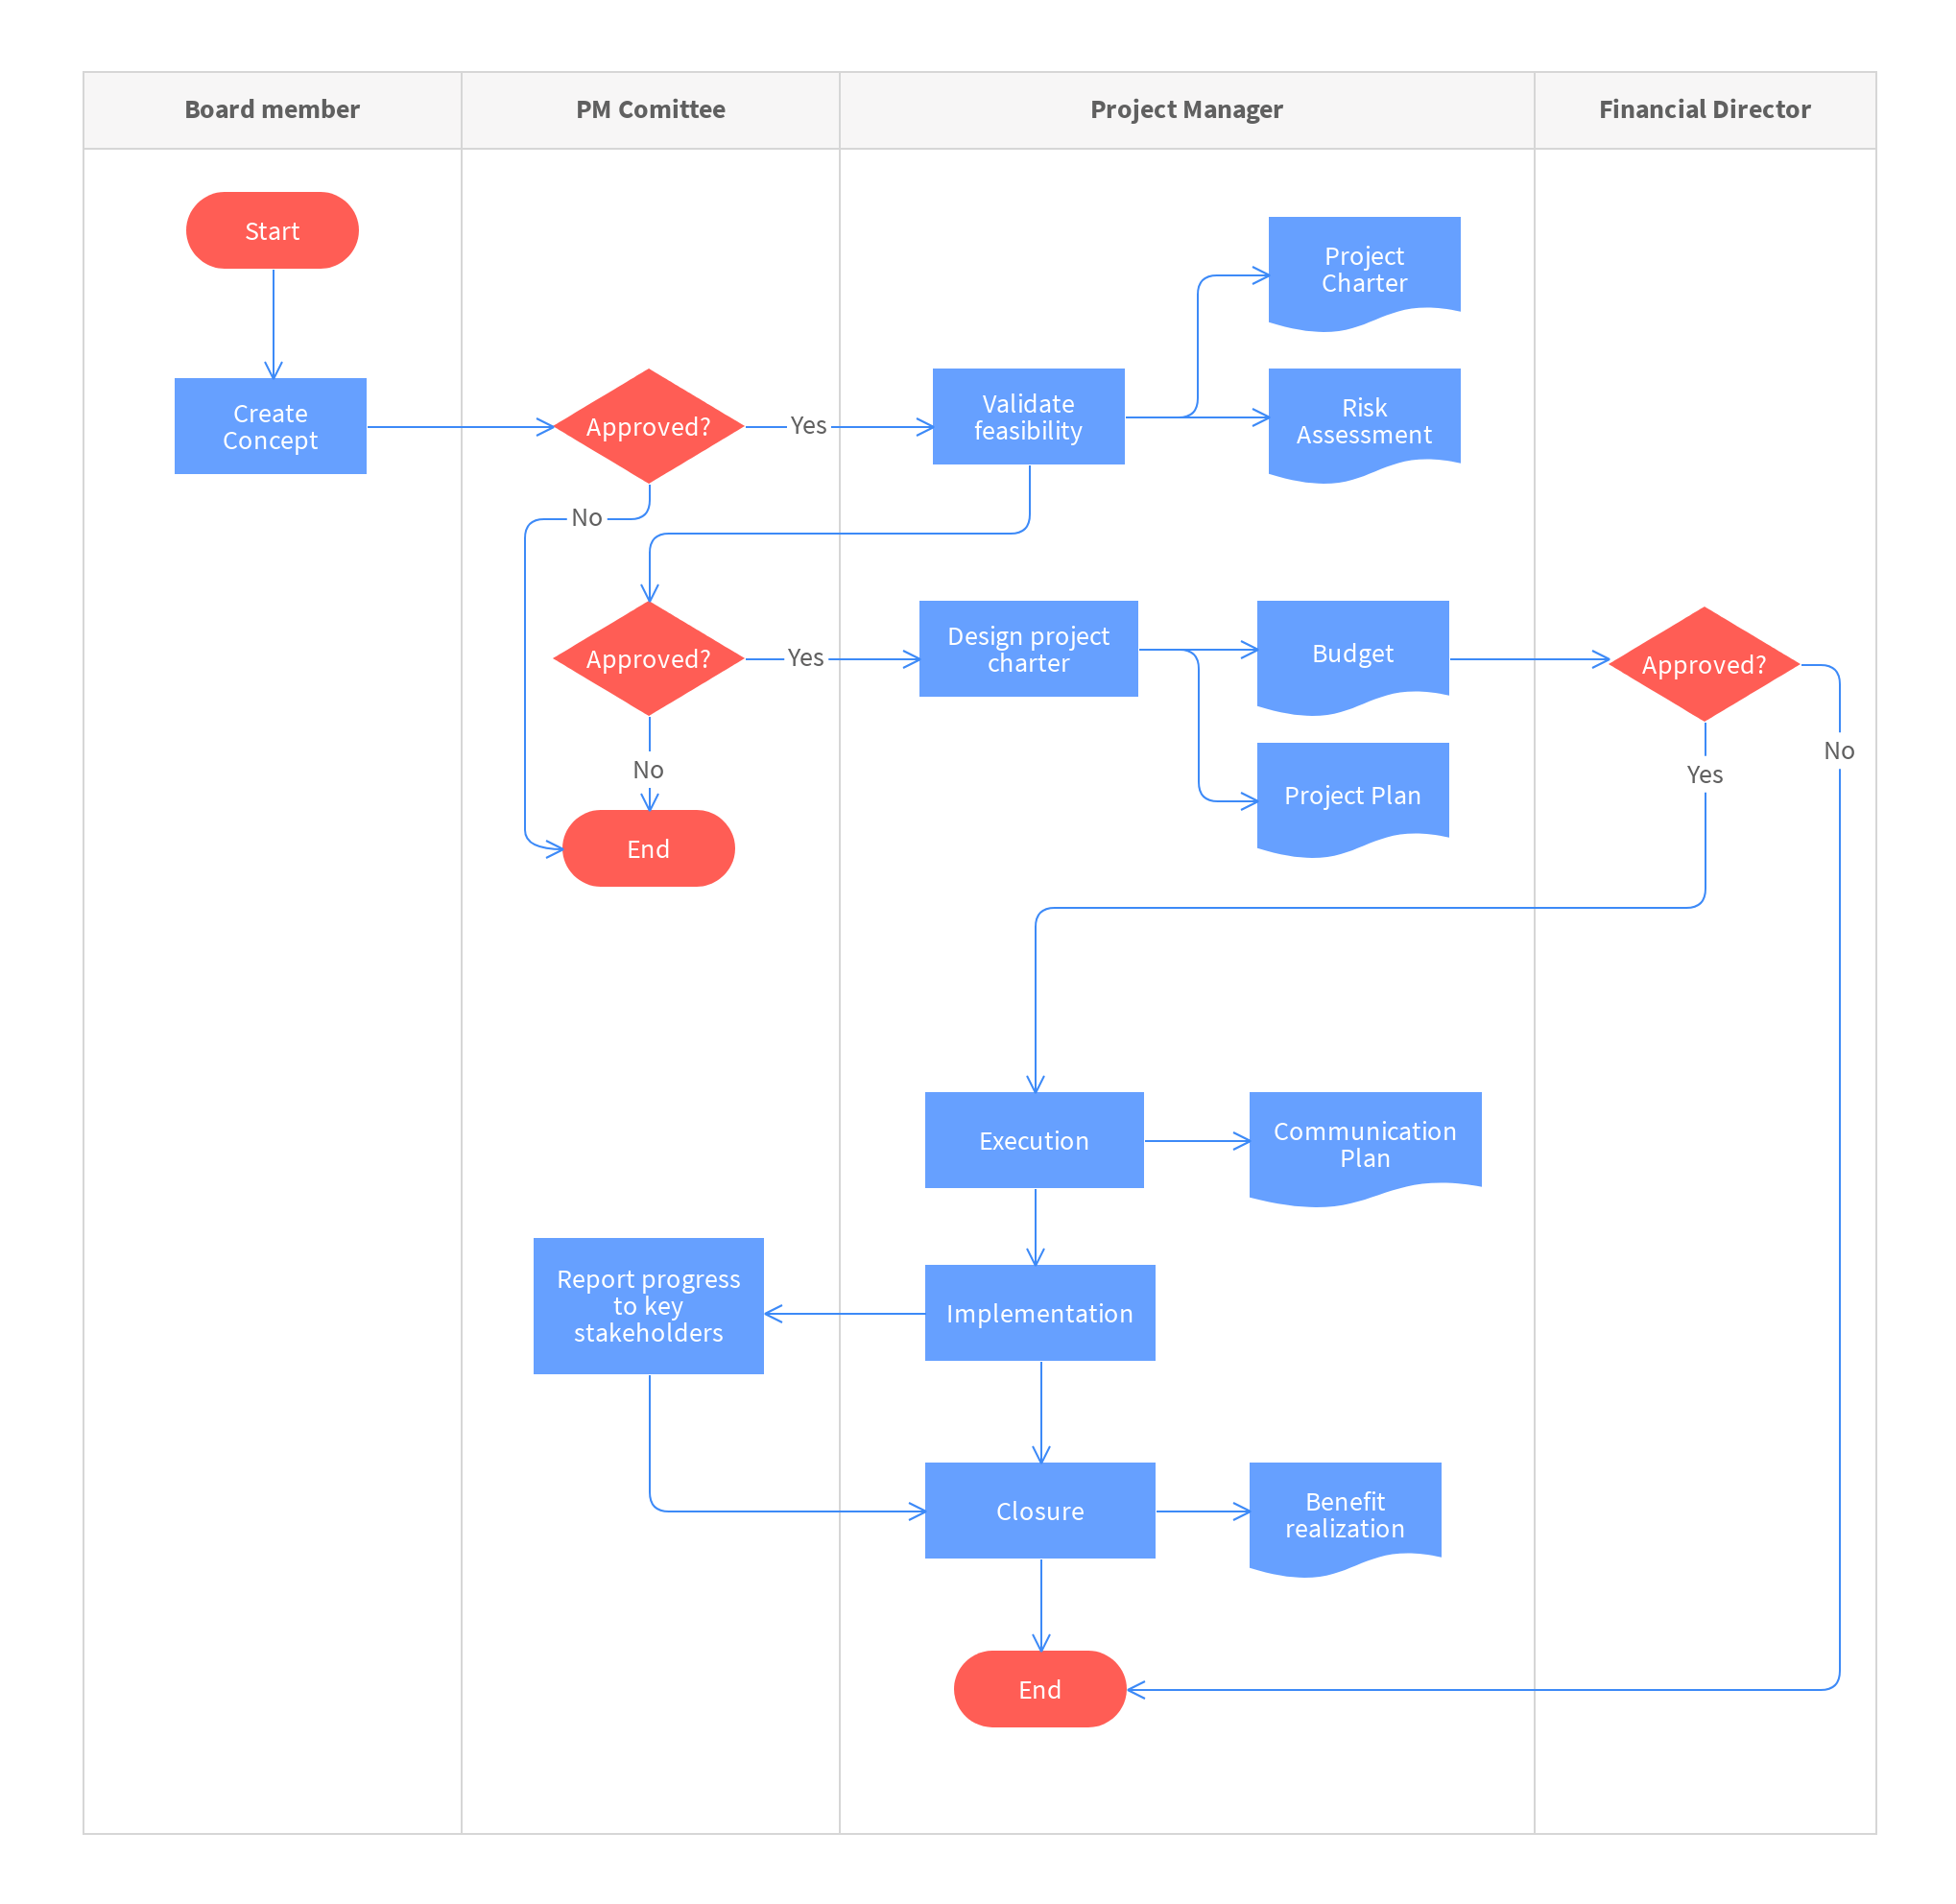 Board member
PM Comittee
Project Manager
Financial Director
Start
Project
Charter
Create
Concept
Approved?
Yes
Validate
feasibility
Risk
Assessment
No
Approved?
Yes
Design project
charter
Budget
Approved?
No
Yes
No
Project Plan
End
Execution
Communication
Plan
Report progress
to key
stakeholders
Implementation
Closure
Benefit
realization
End